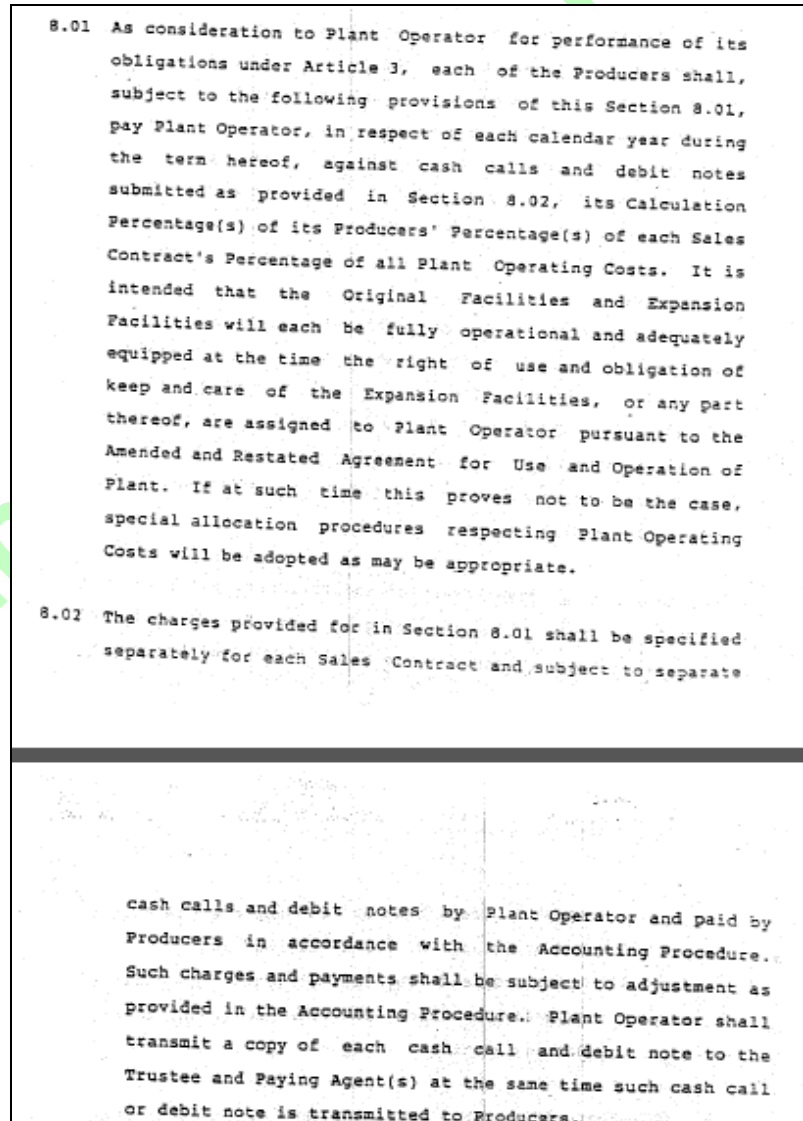 8.01 As consideration to Plant Operator for performance of its
obligations under Article 3, each of the Producers shall,
subject to the following provisions of this Section 8.01,
pay Plant Operator, in respect of each calendar year during
the term hereof, against cash calls and debit notes
submitted as provided in Section 8.02, its Calculation
Percentage(s) of its Producers' Percentage(s) of each Sales
Contract's Percentage of all Plant Operating Costs. It is
intended that the Original Facilities and Expansion
Facilities will each be fully operational and adequately
equipped at the time the right of use and obligation of
keep and care of the Expansion Facilities, or any part
thereof, are assigned to Plant Operator pursuant to the
Amended and Restated Agreement for Use and Operation of
Plant. If at such time this proves not to be the case,
special allocation procedures respecting Plant Operating
Costs will be adopted as may be appropriate.
8.02 The charges provided for in Section 8.01 shall be specified
separately for each Sales Contract and subject to separate
cash calls and debit notes by Plant Operator and paid by
Producers in accordance with the Accounting Procedure.
Such charges and payments shall be subject to adjustment as
provided in the Accounting Procedure. Plant Operator shall
transmit a copy of each cash call and debit note to the
Trustee and Paying Agent(s) at the same time such cash call
or debit note is transmitted to Producers.